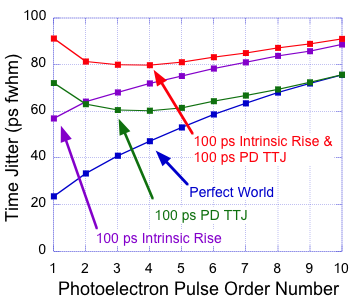 100
80
60
40
20
0
Time Jitter (ps fwhm)
100 ps Intrinsic Rise &
100 ps PD TTJ
Perfect World
100 ps PD TTJ
100 ps Intrinsic Rise
1 2 3 4 5 6 7 8 9 10
Photoelectron Pulse Order Number